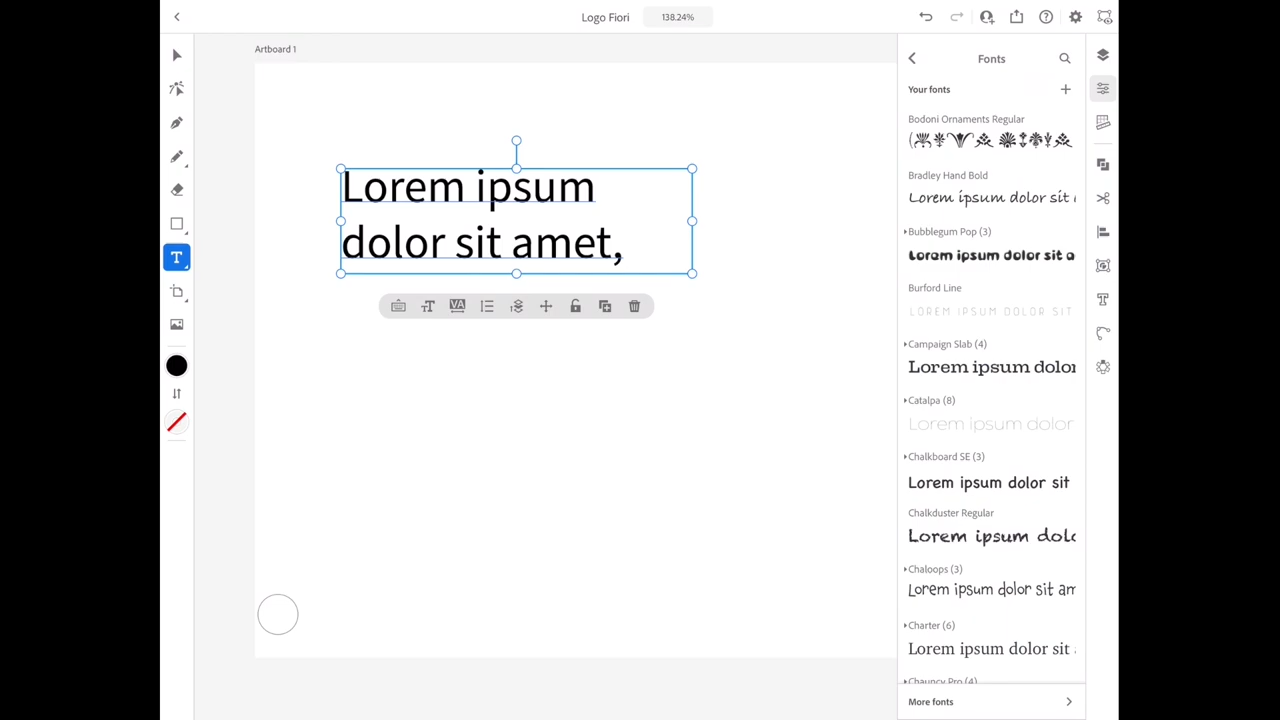 Logo Fiori
138.24%
Artboard 1
Lorem ipsum
dolor sit amet,
T
Fonts
Your fonts
Bodoni Ornaments Regular
Bradley Hand Bold
Lorem ipsum dolor sit
Bubblegum Pop (3)
Lorem ipsum dolor sit a
Burford Line
LOREM IPSUM DOLOR SIT
Campaign Slab (4)
Lorem ipsum dolor
Catalpa (8)
Lorem ipsum dolor
Chalkboard SE (3)
Lorem ipsum dolor sit
Chalkduster Regular
Lorem ipsum dolo
Chaloops (3)
Lorem ipsum dolor sit am
Charter (6)
Lorem ipsum dolor sit
Chauncy Pro (4)
More fonts